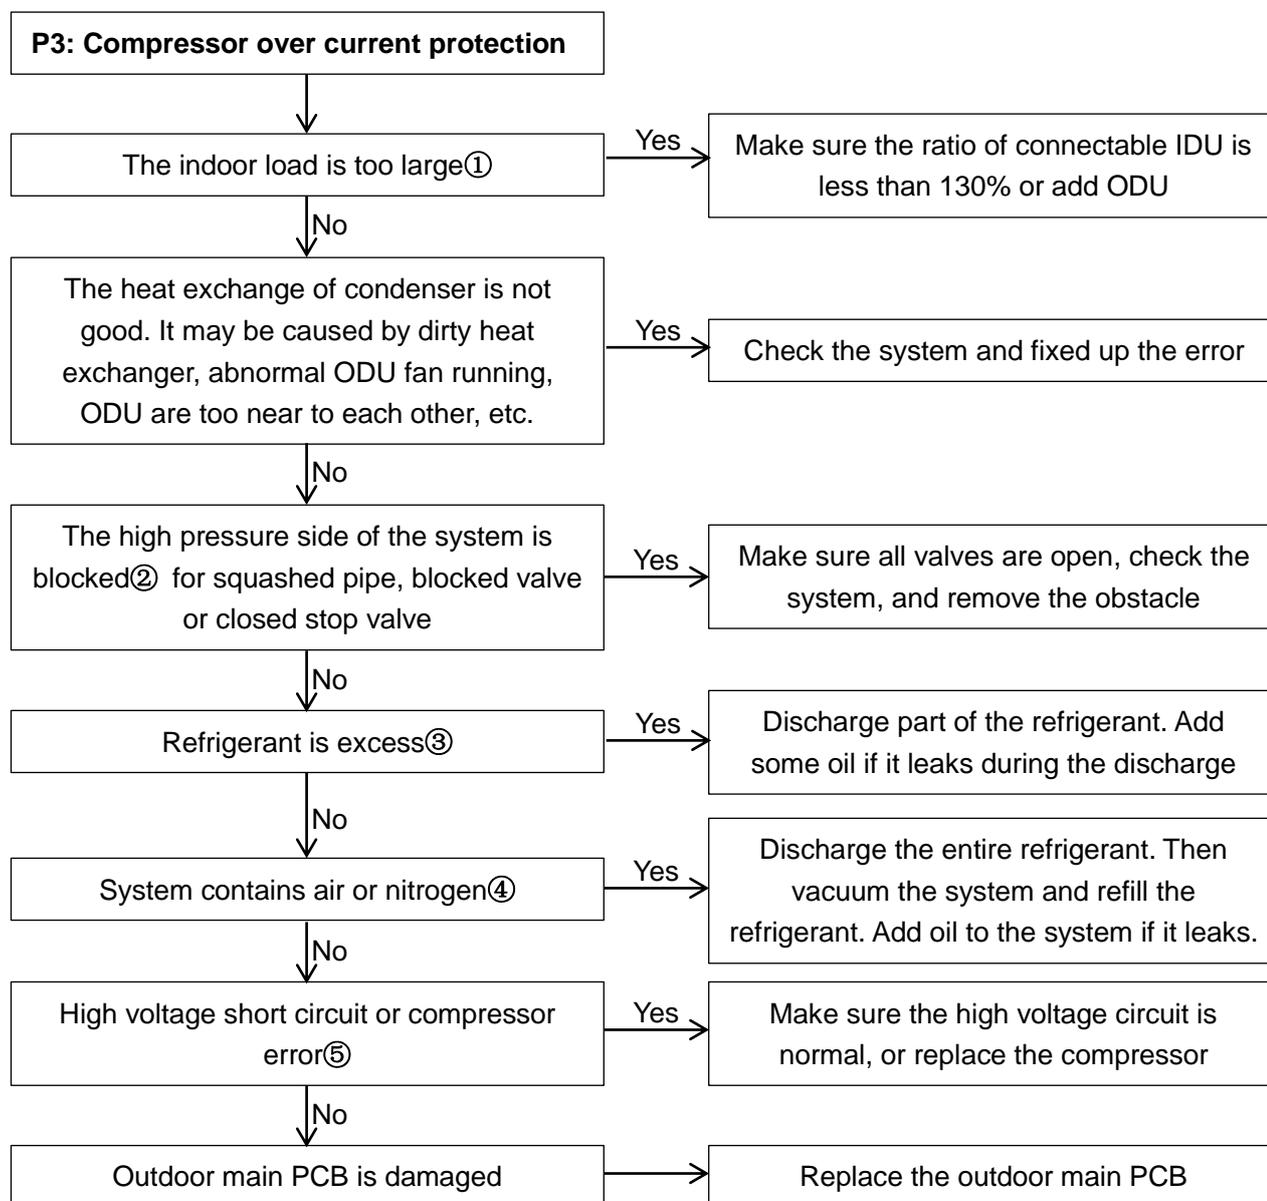 P3: Compressor over current protection
The indoor load is too large①
Yes
Make sure the ratio of connectable IDU is
less than 130% or add ODU
No
The heat exchange of condenser is not
good. It may be caused by dirty heat
exchanger, abnormal ODU fan running,
ODU are too near to each other, etc.
Yes
Check the system and fixed up the error
No
The high pressure side of the system is
blocked② for squashed pipe, blocked valve
or closed stop valve
Yes
Make sure all valves are open, check the
system, and remove the obstacle
No
Refrigerant is excess③
Yes
Discharge part of the refrigerant. Add
some oil if it leaks during the discharge
No
System contains air or nitrogen④
Yes
Discharge the entire refrigerant. Then
vacuum the system and refill the
refrigerant. Add oil to the system if it leaks.
No
High voltage short circuit or compressor
error⑤
Yes
Make sure the high voltage circuit is
normal, or replace the compressor
No
Outdoor main PCB is damaged
Replace the outdoor main PCB